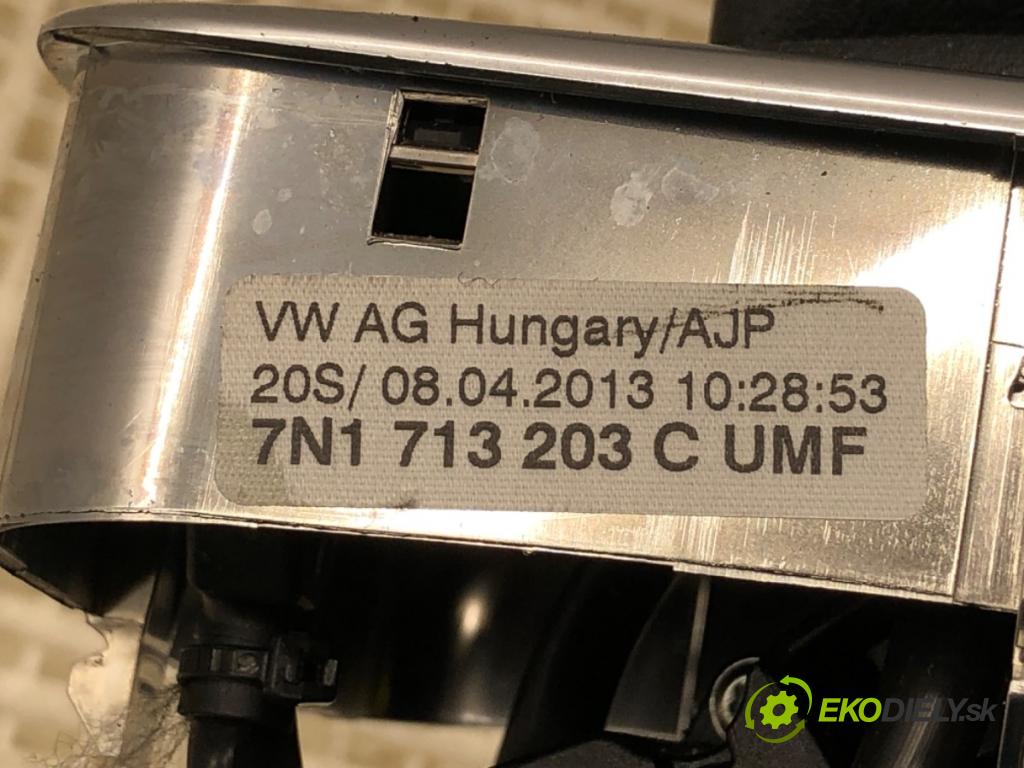 VW AG Hungary/AJP
20S/ 08.04.2013 10:28:53
7N1 713 203 C UMF
EKODIELY.sk